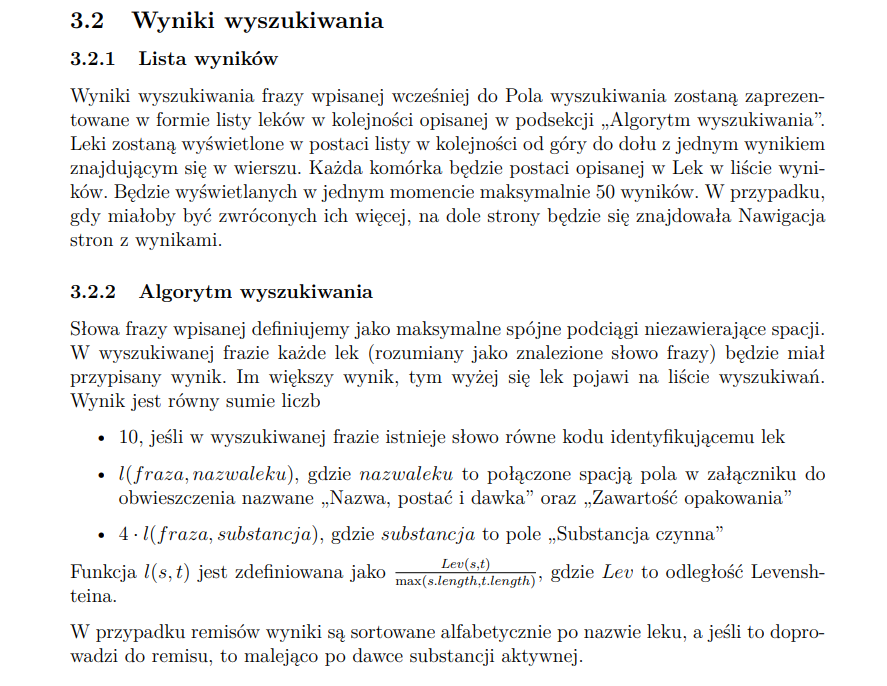 3.2 Wyniki wyszukiwania
3.2.1 Lista wyników
Wyniki wyszukiwania frazy wpisanej wcześniej do Pola wyszukiwania zostaną zaprezen-
towane w formie listy leków w kolejności opisanej w podsekcji „Algorytm wyszukiwania”.
Leki zostaną wyświetlone w postaci listy w kolejności od góry do dołu z jednym wynikiem
znajdującym się w wierszu. Każda komórka będzie postaci opisanej w Lek w liście wyni-
ków. Będzie wyświetlanych w jednym momencie maksymalnie 50 wyników. W przypadku,
gdy miałoby być zwróconych ich więcej, na dole strony będzie się znajdowała Nawigacja
stron z wynikami.
3.2.2 Algorytm wyszukiwania
Słowa frazy wpisanej definiujemy jako maksymalne spójne podciągi niezawierające spacji.
W wyszukiwanej frazie każde lek (rozumiany jako znalezione słowo frazy) będzie miał
przypisany wynik. Im większy wynik, tym wyżej się lek pojawi na liście wyszukiwań.
Wynik jest równy sumie liczb
• 10, jeśli w wyszukiwanej frazie istnieje słowo równe kodu identyfikującemu lek
• l(fraza, nazwaleku), gdzie nazwaleku to połączone spacją pola w załączniku do
obwieszczenia nazwane „Nazwa, postać i dawka” oraz „Zawartość opakowania”
• 4 · l(fraza, substancja), gdzie substancja to pole „Substancja czynna”
Funkcja l(s, t) jest zdefiniowana jako Lev(s,t) / max(s.length,t.length), gdzie Lev to odległość Levensh-
teina.
W przypadku remisów wyniki są sortowane alfabetycznie po nazwie leku, a jeśli to dopro-
wadzi do remisu, to malejąco po dawce substancji aktywnej.